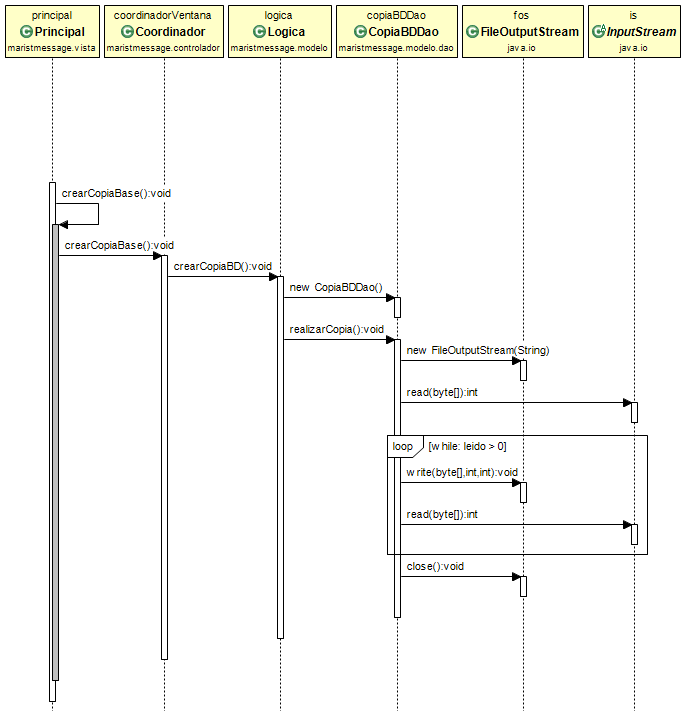 principal
Principal
maristmessage.vista
coordinadorVentana
Coordinador
maristmessage.controlador
logica
Logica
maristmessage.modelo
copiaBDDao
CopiaBDDao
maristmessage.modelo.dao
fos
FileOutputStream
java.io
is
InputStream
java.io
crearCopiaBase():void
crearCopiaBase():void
crearCopiaBD():void
new CopiaBDDao()
realizarCopia():void
new FileOutputStream(String)
read(byte[]):int
loop [while: leido > 0]
write(byte[],int,int):void
read(byte[]):int
close():void